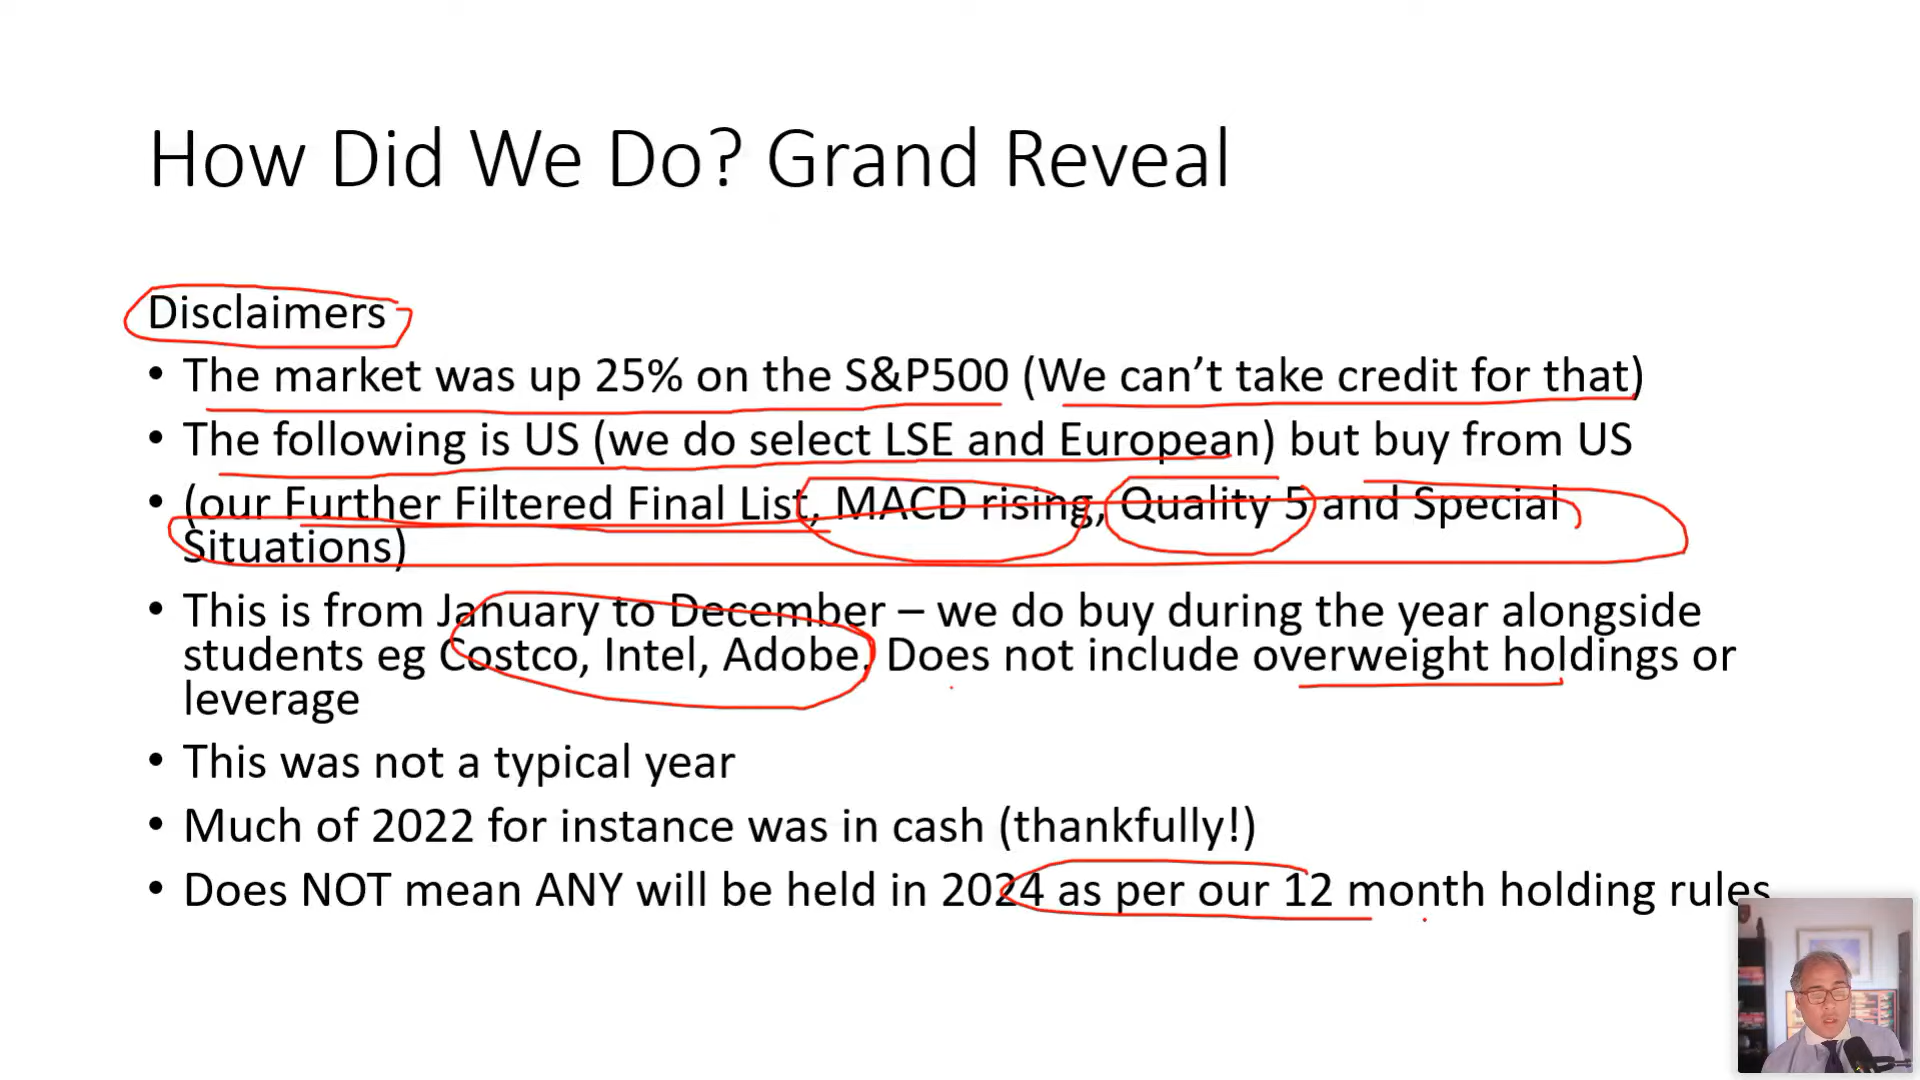 How Did We Do? Grand Reveal
Disclaimers
• The market was up 25% on the S&P500 (We can’t take credit for that)
• The following is US (we do select LSE and European) but buy from US
• (our Further Filtered Final List, MACD rising, Quality 5 and Special
Situations)
• This is from January to December – we do buy during the year alongside
students eg Costco, Intel, Adobe. Does not include overweight holdings or
leverage
• This was not a typical year
• Much of 2022 for instance was in cash (thankfully!)
• Does NOT mean ANY will be held in 2024 as per our 12 month holding rules